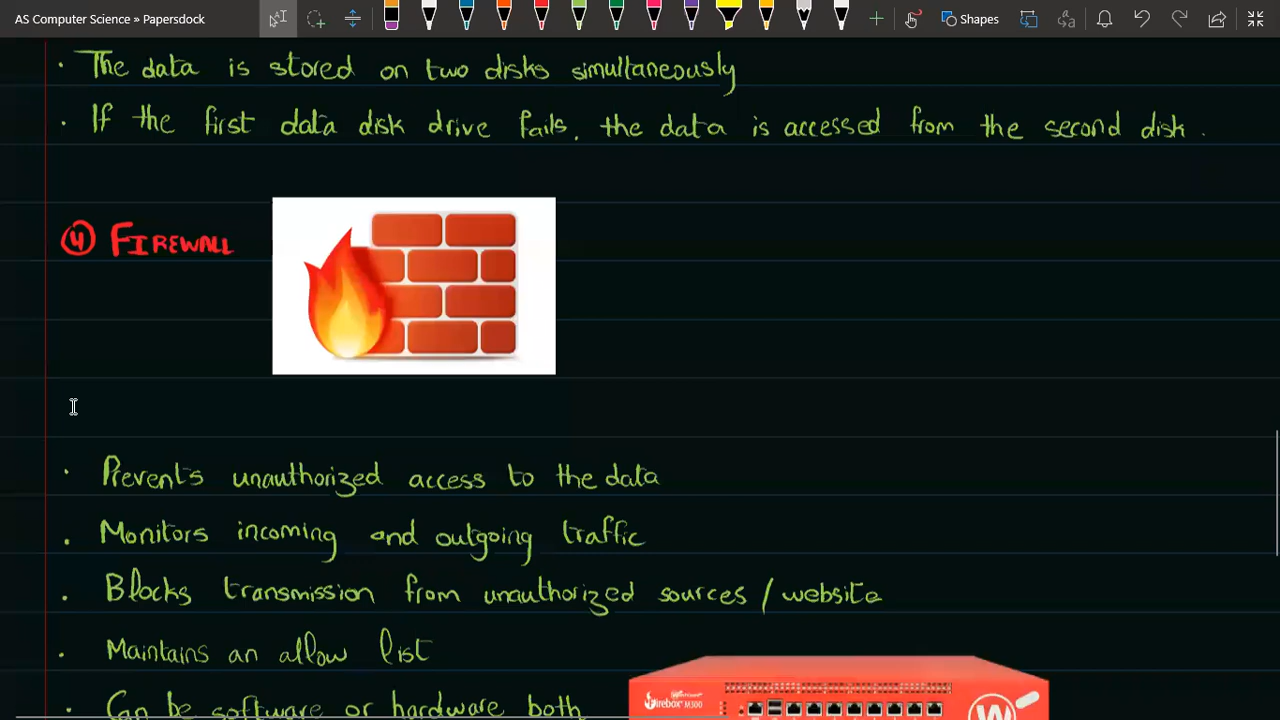 AS Computer Science » Papersdock
Shapes
· The data is stored on two disks simultaneously
· If the first data disk drive fails, the data is accessed from the second disk.
④ FIREWALL
· Prevents unauthorized access to the data
· Monitors incoming and outgoing traffic
· Blocks transmission from unauthorized sources / website
· Maintains an allow list
· Can be software or hardware both
WatchGuard
Firebox M300
W